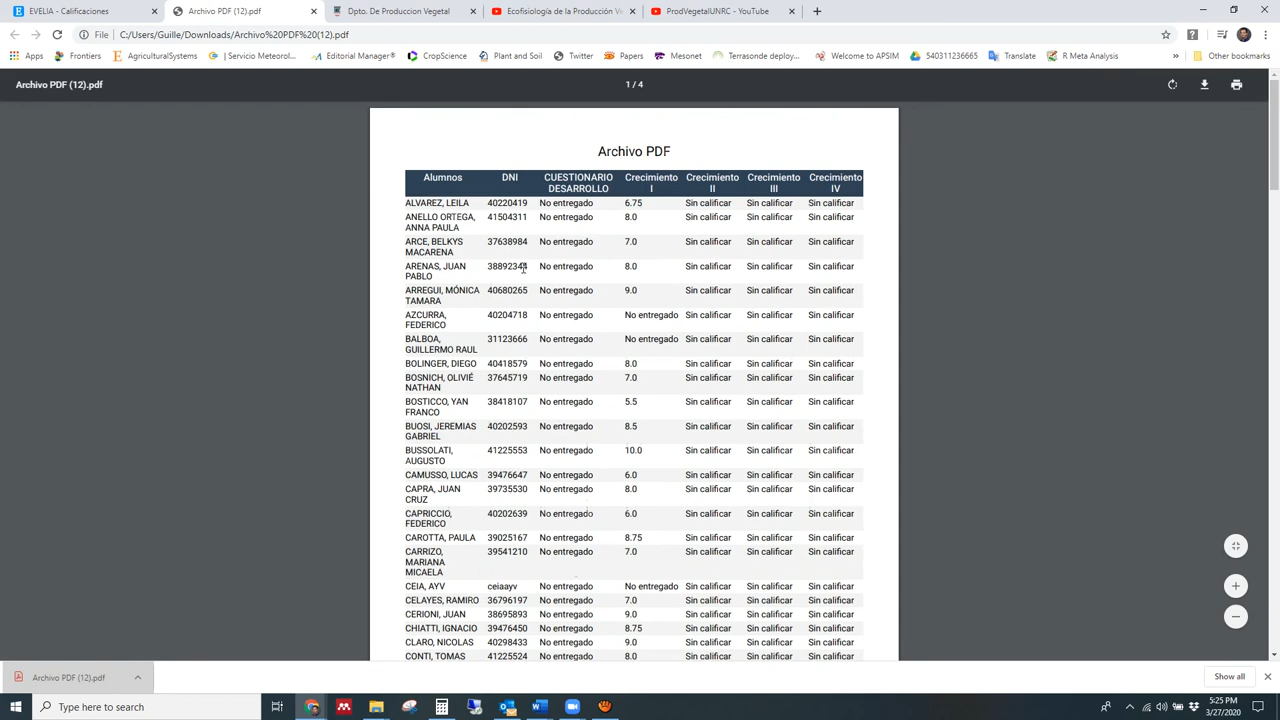 EVELIA - Calificaciones
Archivo PDF (12).pdf
Dpto. De Produccion Vegetal
Ecofisiología de la Producción Ve
ProdVegetalUNRC - YouTube
File
C:/Users/Guille/Downloads/Archivo%20PDF%20(12).pdf
Apps
Frontiers
AgriculturalSystems
| Servicio Meteorol...
Editorial Manager®
CropScience
Plant and Soil
Twitter
Papers
Mesonet
Terrasonde deploy...
Welcome to APSIM
540311236665
Translate
R Meta Analysis
Other bookmarks
Archivo PDF (12).pdf
1 / 4
Archivo PDF
Alumnos DNI CUESTIONARIO Crecimiento Crecimiento Crecimiento Crecimiento
DESARROLLO I II III IV
ALVAREZ, LEILA 40220419 No entregado 6.75 Sin calificar Sin calificar Sin calificar
ANELLO ORTEGA, 41504311 No entregado 8.0 Sin calificar Sin calificar Sin calificar
ANNA PAULA
ARCE, BELKYS 37638984 No entregado 7.0 Sin calificar Sin calificar Sin calificar
MACARENA
ARENAS, JUAN 38892344 No entregado 8.0 Sin calificar Sin calificar Sin calificar
PABLO
ARREGUI, MÓNICA 40680265 No entregado 9.0 Sin calificar Sin calificar Sin calificar
TAMARA
AZCURRA, 40204718 No entregado No entregado Sin calificar Sin calificar Sin calificar
FEDERICO
BALBOA, 31123666 No entregado No entregado Sin calificar Sin calificar Sin calificar
GUILLERMO RAUL
BOLINGER, DIEGO 40418579 No entregado 8.0 Sin calificar Sin calificar Sin calificar
BOSNICH, OLIVIÉ 37645719 No entregado 7.0 Sin calificar Sin calificar Sin calificar
NATHAN
BOSTICCO, YAN 38418107 No entregado 5.5 Sin calificar Sin calificar Sin calificar
FRANCO
BUOSI, JEREMIAS 40202593 No entregado 8.5 Sin calificar Sin calificar Sin calificar
GABRIEL
BUSSOLATI, 41225553 No entregado 10.0 Sin calificar Sin calificar Sin calificar
AUGUSTO
CAMUSSO, LUCAS 39476647 No entregado 6.0 Sin calificar Sin calificar Sin calificar
CAPRA, JUAN 39735530 No entregado 8.0 Sin calificar Sin calificar Sin calificar
CRUZ
CAPRICCIO, 40202639 No entregado 6.0 Sin calificar Sin calificar Sin calificar
FEDERICO
CAROTTA, PAULA 39025167 No entregado 8.75 Sin calificar Sin calificar Sin calificar
CARRIZO, 39541210 No entregado 7.0 Sin calificar Sin calificar Sin calificar
MARIANA
MICAELA
CEIA, AYV ceiaayv No entregado No entregado Sin calificar Sin calificar Sin calificar
CELAYES, RAMIRO 36796197 No entregado 7.0 Sin calificar Sin calificar Sin calificar
CERIONI, JUAN 38695893 No entregado 9.0 Sin calificar Sin calificar Sin calificar
CHIATTI, IGNACIO 39476450 No entregado 8.75 Sin calificar Sin calificar Sin calificar
CLARO, NICOLAS 40298433 No entregado 9.0 Sin calificar Sin calificar Sin calificar
CONTI, TOMAS 41225524 No entregado 8.0 Sin calificar Sin calificar Sin calificar
Archivo PDF (12).pdf
Show all
Type here to search
5:25 PM
3/27/2020